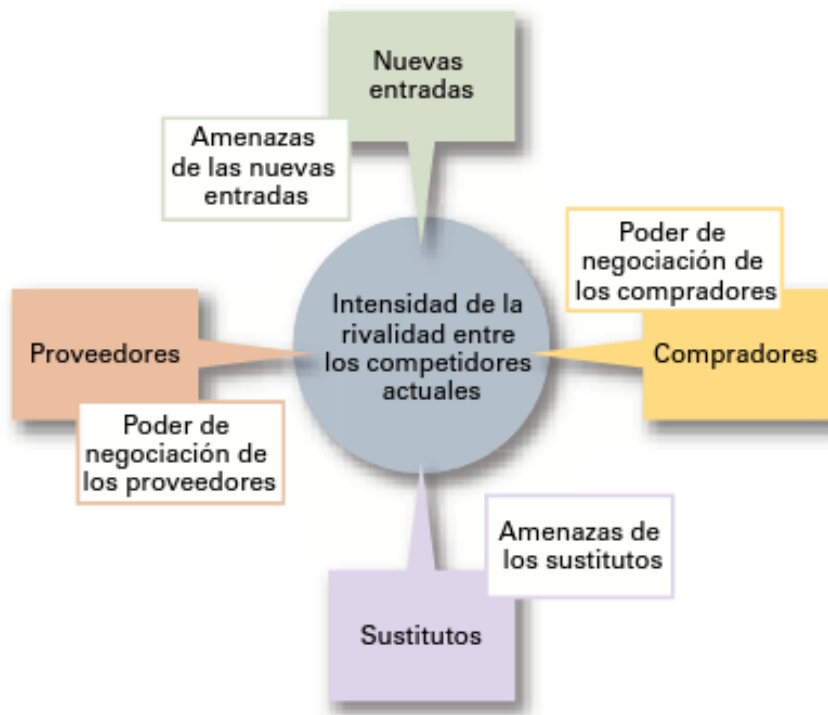 Nuevas
entradas
Amenazas
de las nuevas
entradas
Poder de
negociación de
los compradores
Intensidad de la
rivalidad entre
los competidores
actuales
Proveedores
Compradores
Poder de
negociación de
los proveedores
Amenazas de
los sustitutos
Sustitutos